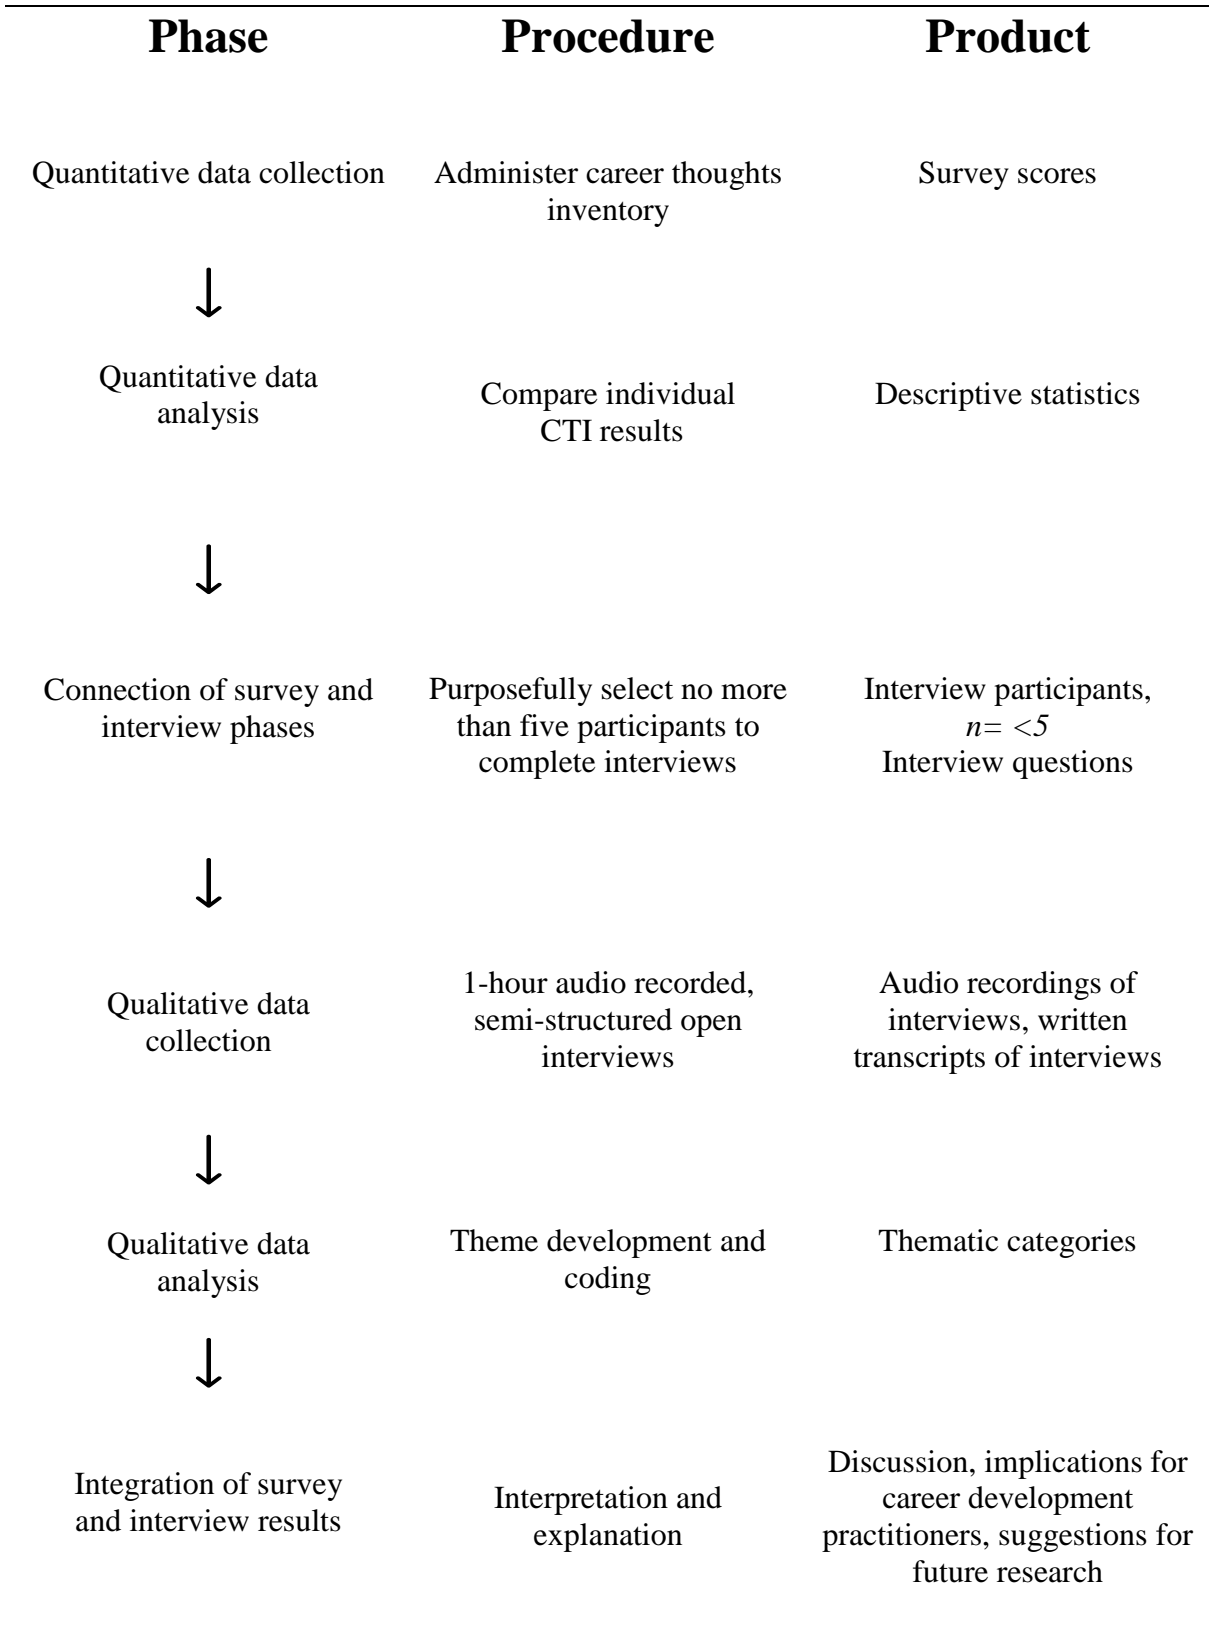 Phase Procedure Product
Quantitative data collection
Administer career thoughts
inventory
Survey scores
Quantitative data
analysis
Compare individual
CTI results
Descriptive statistics
Connection of survey and
interview phases
Purposefully select no more
than five participants to
complete interviews
Interview participants,
n= <5
Interview questions
Qualitative data
collection
1-hour audio recorded,
semi-structured open
interviews
Audio recordings of
interviews, written
transcripts of interviews
Qualitative data
analysis
Theme development and
coding
Thematic categories
Integration of survey
and interview results
Interpretation and
explanation
Discussion, implications for
career development
practitioners, suggestions for
future research